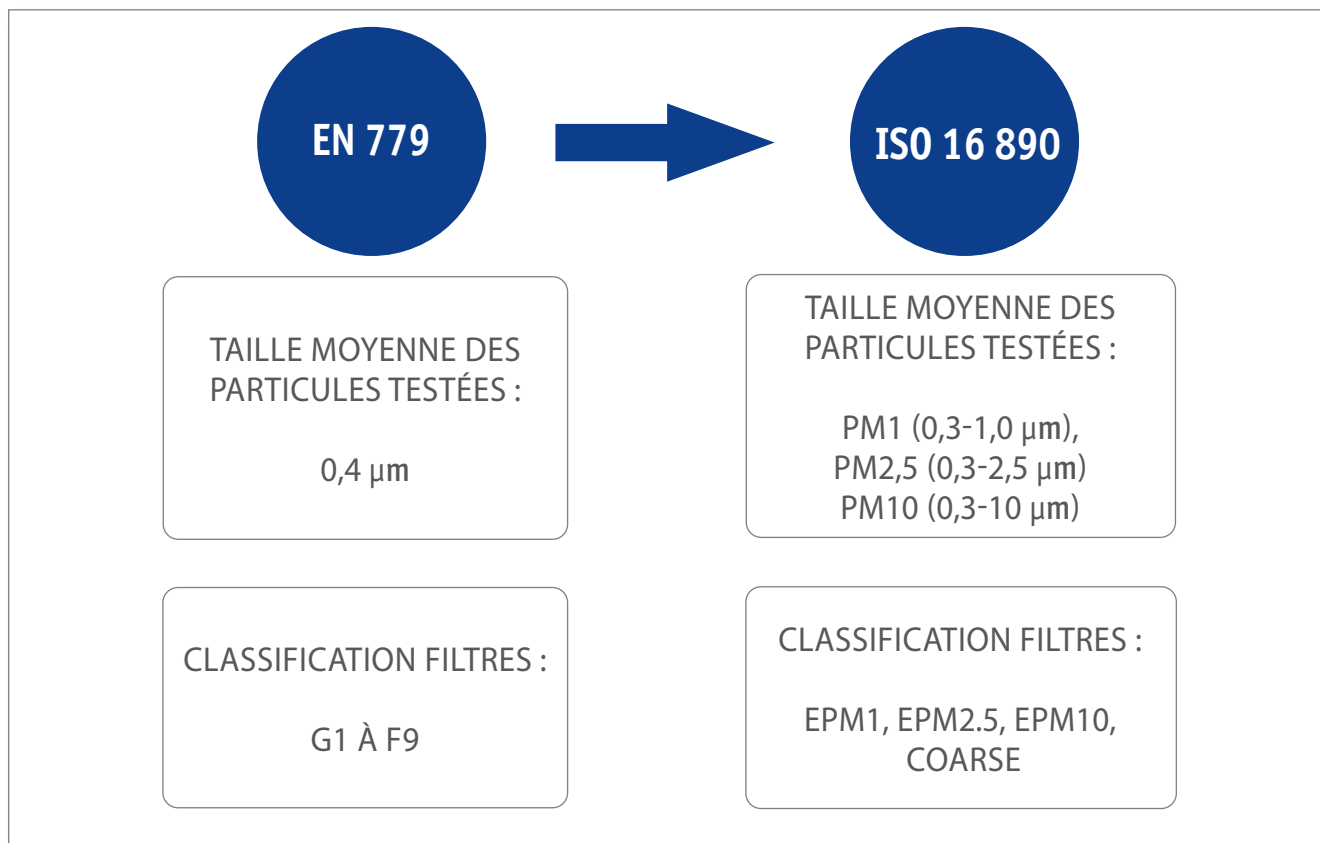 EN 779
ISO 16 890
TAILLE MOYENNE DES
PARTICULES TESTÉES :
0,4 µm
TAILLE MOYENNE DES
PARTICULES TESTÉES :
PM1 (0,3-1,0 µm),
PM2,5 (0,3-2,5 µm)
PM10 (0,3-10 µm)
CLASSIFICATION FILTRES :
G1 À F9
CLASSIFICATION FILTRES :
EPM1, EPM2.5, EPM10,
COARSE